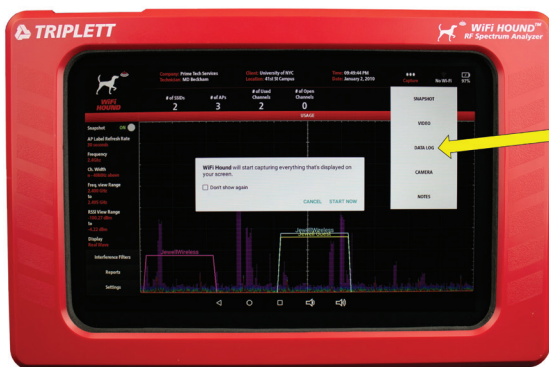 TRIPLETT
WiFi HOUND™
RF Spectrum Analyzer
WiFi
HOUND
Company: Prime Tech Services
Technician: MD Beckham
Client: University of NYC
Location: 41st St Campus
Time: 09:49:44 PM
Date: January 2, 2019
Capture
No Wi-Fi
97%
# of SSIDs
2
# of APs
3
# of Used
Channels
2
# of Open
Channels
0
USAGE
SNAPSHOT
VIDEO
DATA LOG
CAMERA
NOTES
Snapshot
AP Label Refresh Rate
Frequency
2.4Ghz
Ch. Width
Freq. view Range
to
RSSI View Range
to
Display
Interference Filters
Reports
Settings
WiFi Hound will start capturing everything that's displayed on
your screen.
Don't show again
CANCEL
START NOW
JewellWireless
JewellWireless